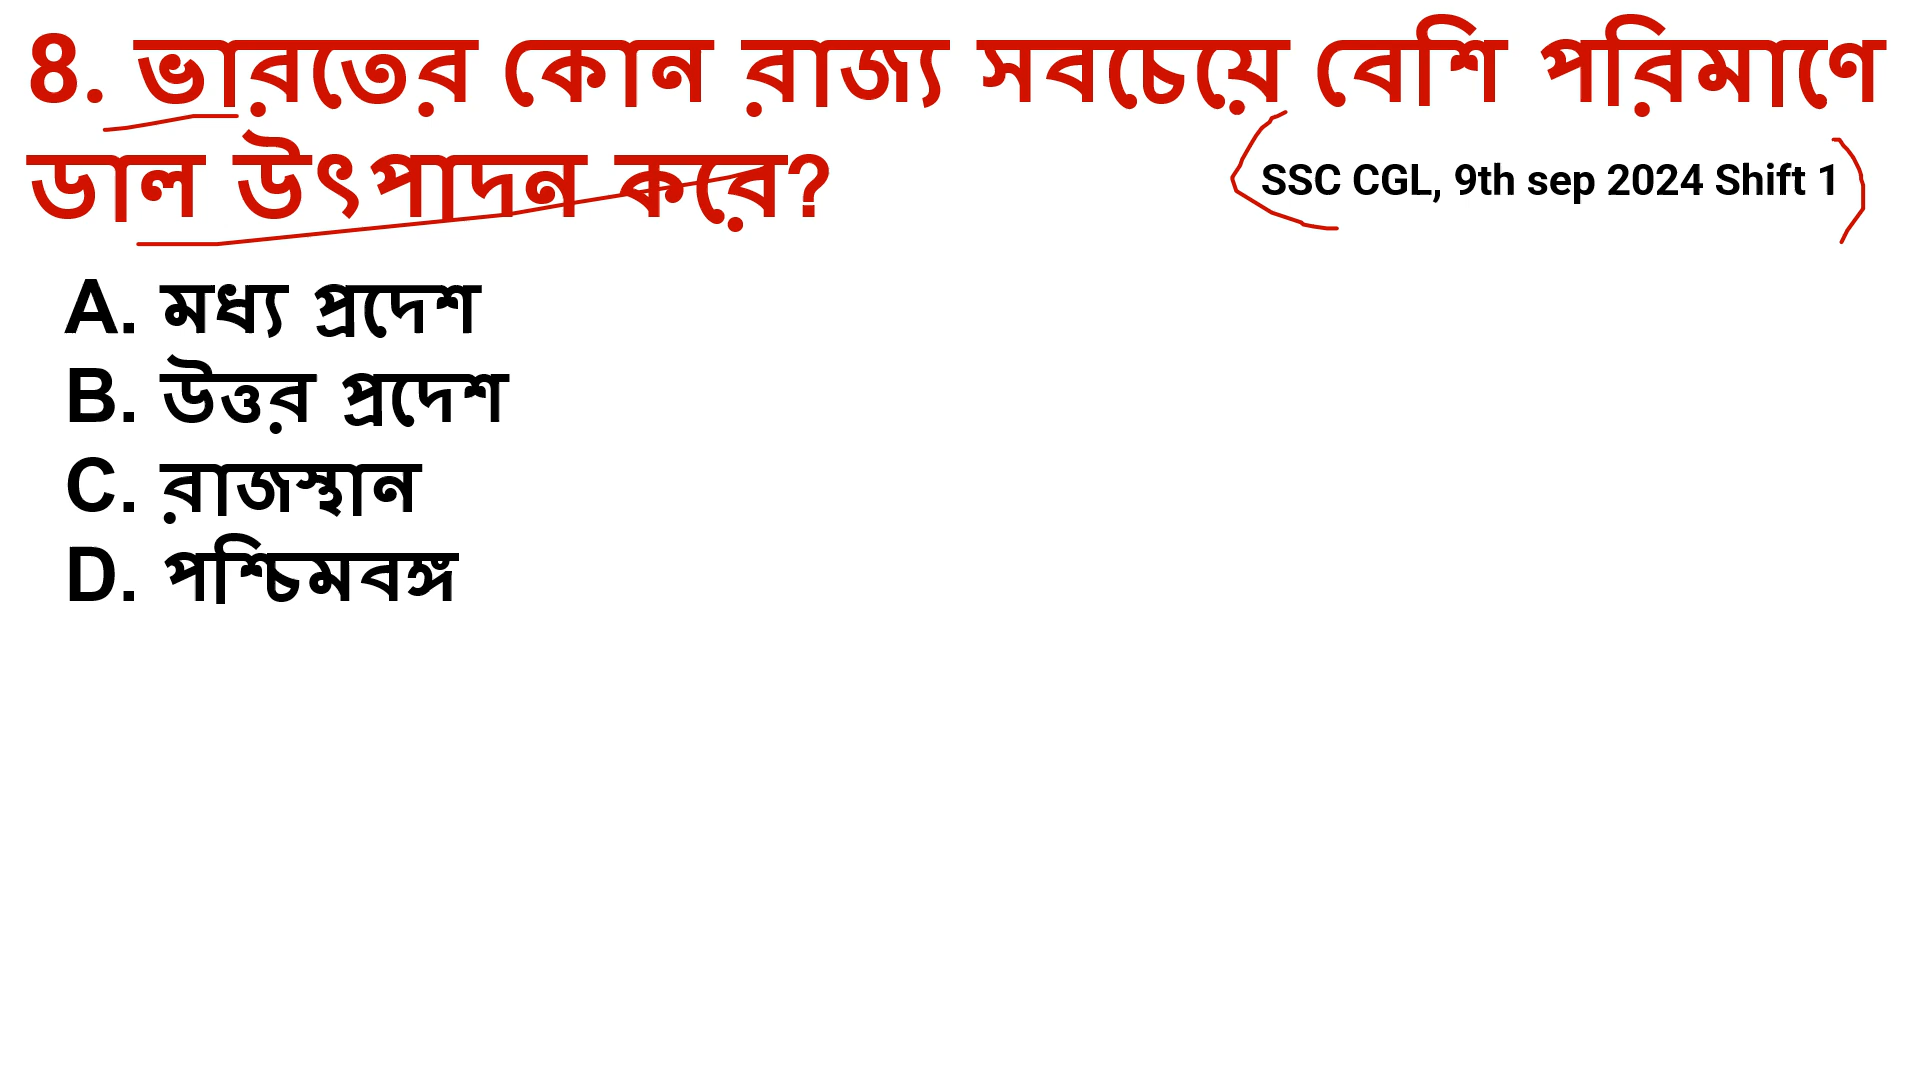 8. ভারতের কোন রাজ্য সবচেয়ে বেশি পরিমাণে
ডাল উৎপাদন করে?
SSC CGL, 9th sep 2024 Shift 1
A. মধ্য প্রদেশ
B. উত্তর প্রদেশ
C. রাজস্থান
D. পশ্চিমবঙ্গ